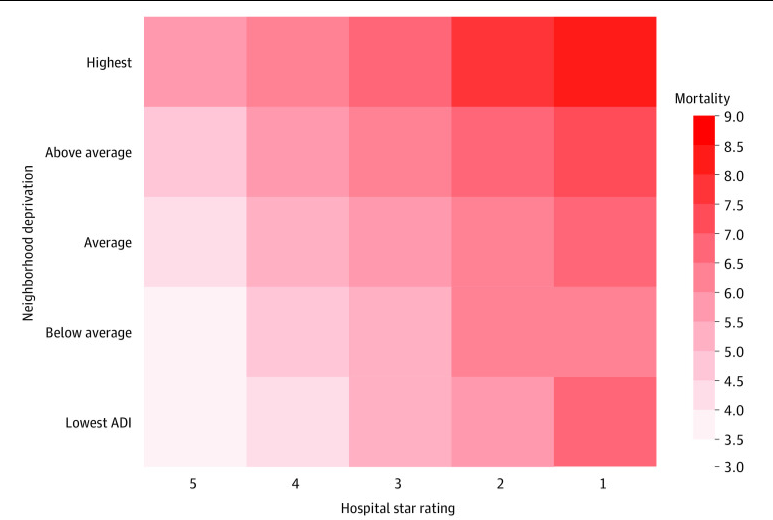 Highest
Above average
Average
Below average
Lowest ADI
Neighborhood deprivation
5 4 3 2 1
Hospital star rating
Mortality
9.0
8.5
8.0
7.5
7.0
6.5
6.0
5.5
5.0
4.5
4.0
3.5
3.0